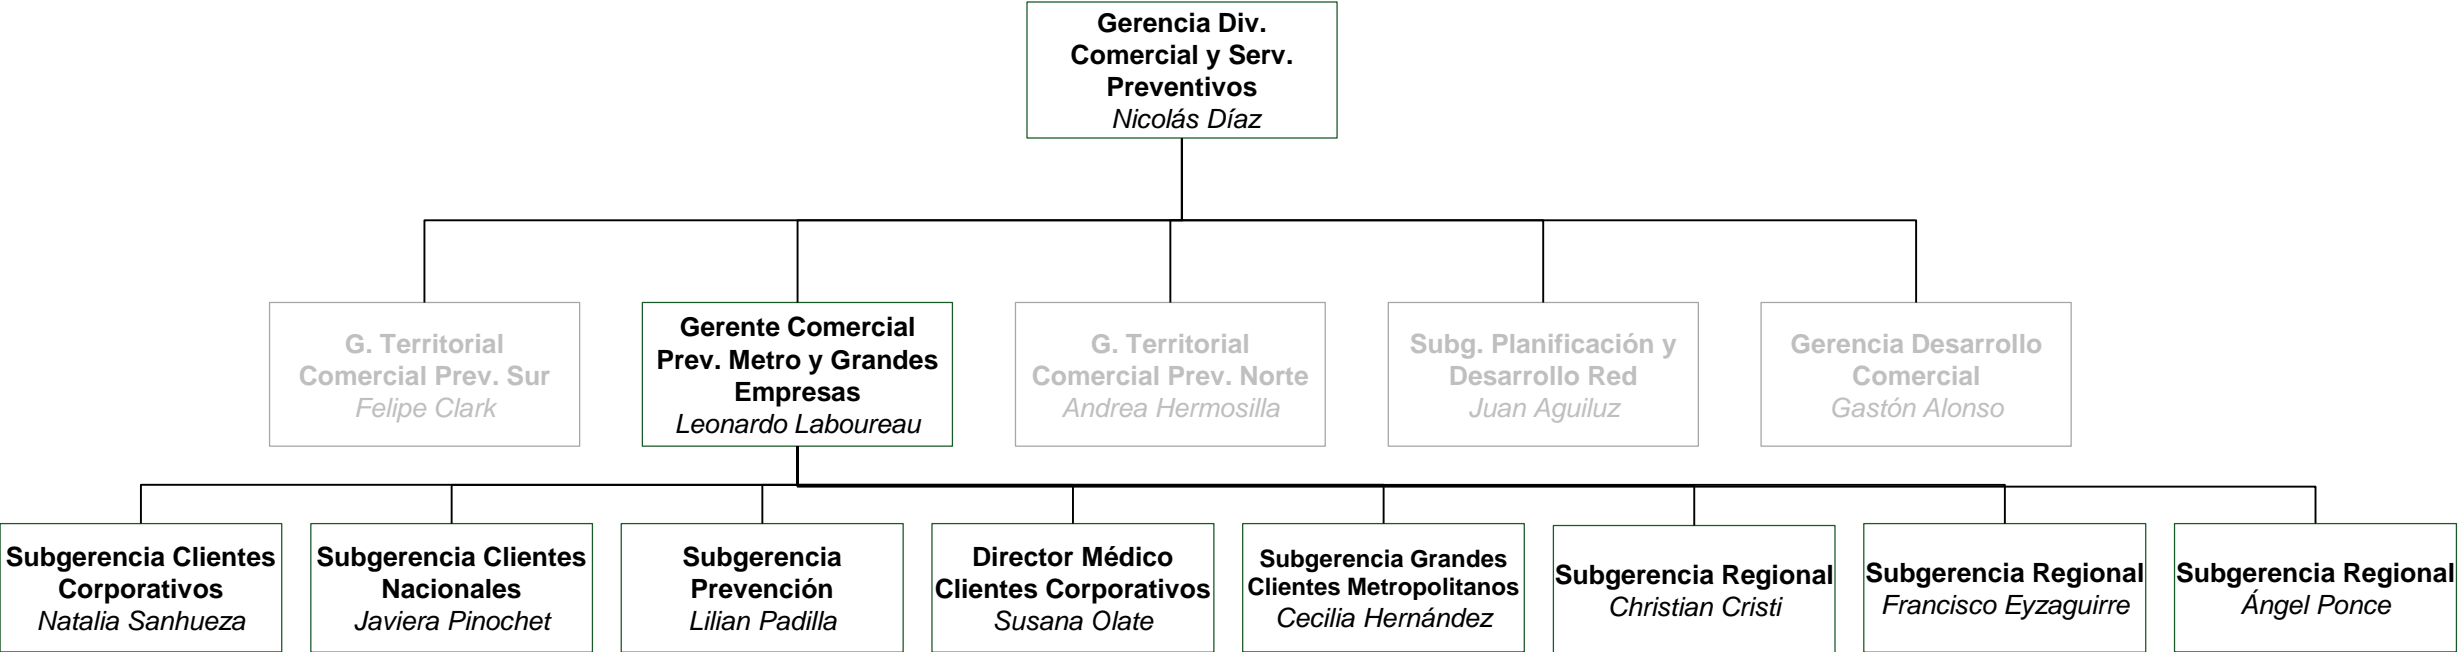 Gerencia Div.
Comercial y Serv.
Preventivos
Nicolás Díaz
G. Territorial
Comercial Prev. Sur
Felipe Clark
Gerente Comercial
Prev. Metro y Grandes
Empresas
Leonardo Laboureau
G. Territorial
Comercial Prev. Norte
Andrea Hermosilla
Subg. Planificación y
Desarrollo Red
Juan Aguiluz
Gerencia Desarrollo
Comercial
Gastón Alonso
Subgerencia Clientes
Corporativos
Natalia Sanhueza
Subgerencia Clientes
Nacionales
Javiera Pinochet
Subgerencia
Prevención
Lilian Padilla
Director Médico
Clientes Corporativos
Susana Olate
Subgerencia Grandes
Clientes Metropolitanos
Cecilia Hernández
Subgerencia Regional
Christian Cristi
Subgerencia Regional
Francisco Eyzaguirre
Subgerencia Regional
Ángel Ponce